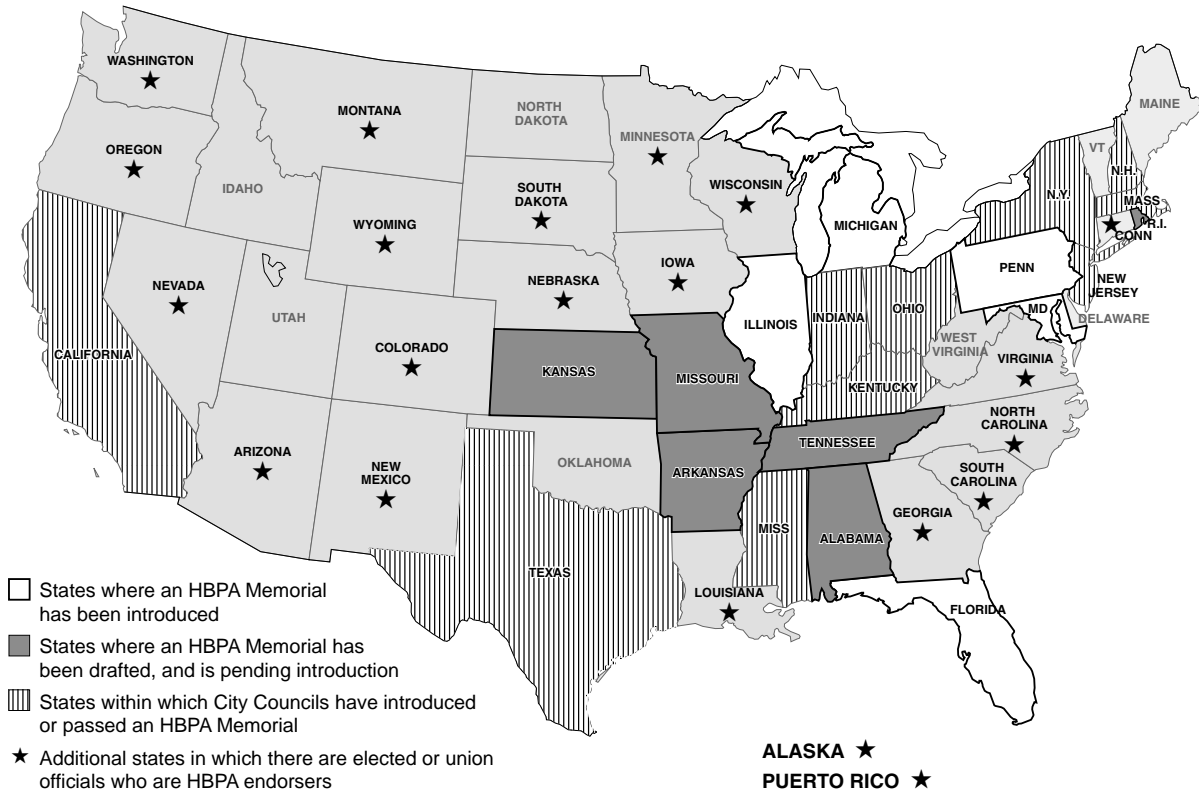 WASHINGTON
MONTANA
NORTH
DAKOTA
MINNESOTA
MAINE
OREGON
IDAHO
SOUTH
DAKOTA
WISCONSIN
MICHIGAN
VT
N.H.
N.Y.
MASS
R.I.
CONN
WYOMING
IOWA
NEBRASKA
PENN
NEW
JERSEY
NEVADA
UTAH
ILLINOIS
INDIANA
OHIO
MD
DELAWARE
CALIFORNIA
COLORADO
KANSAS
MISSOURI
WEST
VIRGINIA
VIRGINIA
KENTUCKY
ARIZONA
NEW
MEXICO
OKLAHOMA
ARKANSAS
TENNESSEE
NORTH
CAROLINA
SOUTH
CAROLINA
TEXAS
MISS
ALABAMA
GEORGIA
LOUISIANA
FLORIDA
States where an HBPA Memorial
has been introduced
States where an HBPA Memorial has
been drafted, and is pending introduction
States within which City Councils have introduced
or passed an HBPA Memorial
★ Additional states in which there are elected or union
officials who are HBPA endorsers
ALASKA ★
PUERTO RICO ★